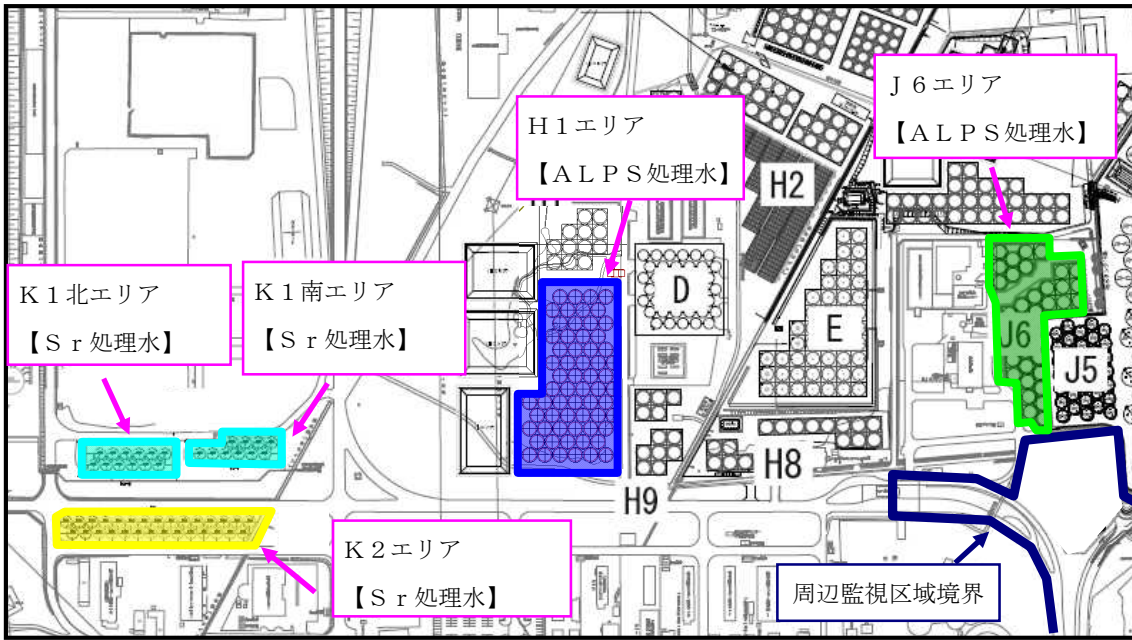 J６エリア
【ＡＬＰＳ処理水】
H１エリア
【ＡＬＰＳ処理水】
H2
K１北エリア
【Ｓｒ処理水】
K１南エリア
【Ｓｒ処理水】
D
E
J6
J5
H8
H9
K２エリア
【Ｓｒ処理水】
周辺監視区域境界